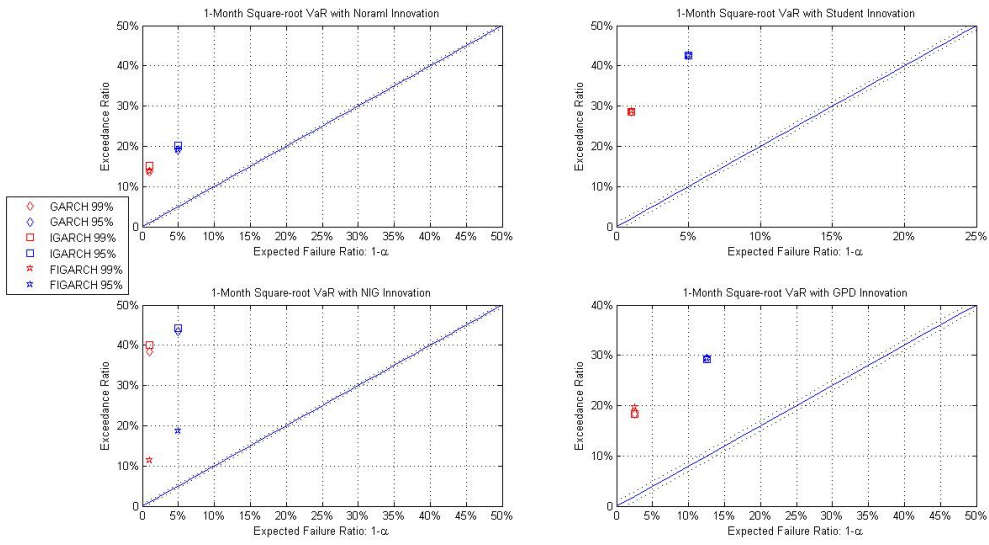 1-Month Square-root VaR with Noraml Innovation
50%
40%
30%
20%
10%
0
0 5% 10% 15% 20% 25% 30% 35% 40% 45% 50%
Exceedance Ratio
Expected Failure Ratio: 1-α
1-Month Square-root VaR with Student Innovation
50%
40%
30%
20%
10%
0
0 5% 10% 15% 20% 25%
Exceedance Ratio
Expected Failure Ratio: 1-α
GARCH 99%
GARCH 95%
IGARCH 99%
IGARCH 95%
FIGARCH 99%
FIGARCH 95%
1-Month Square-root VaR with NIG Innovation
50%
40%
30%
20%
10%
0
0 5% 10% 15% 20% 25% 30% 35% 40% 45% 50%
Exceedance Ratio
Expected Failure Ratio: 1-α
1-Month Square-root VaR with GPD Innovation
40%
30%
20%
10%
0
0 5% 10% 15% 20% 25% 30% 35% 40% 45% 50%
Exceedance Ratio
Expected Failure Ratio: 1-α